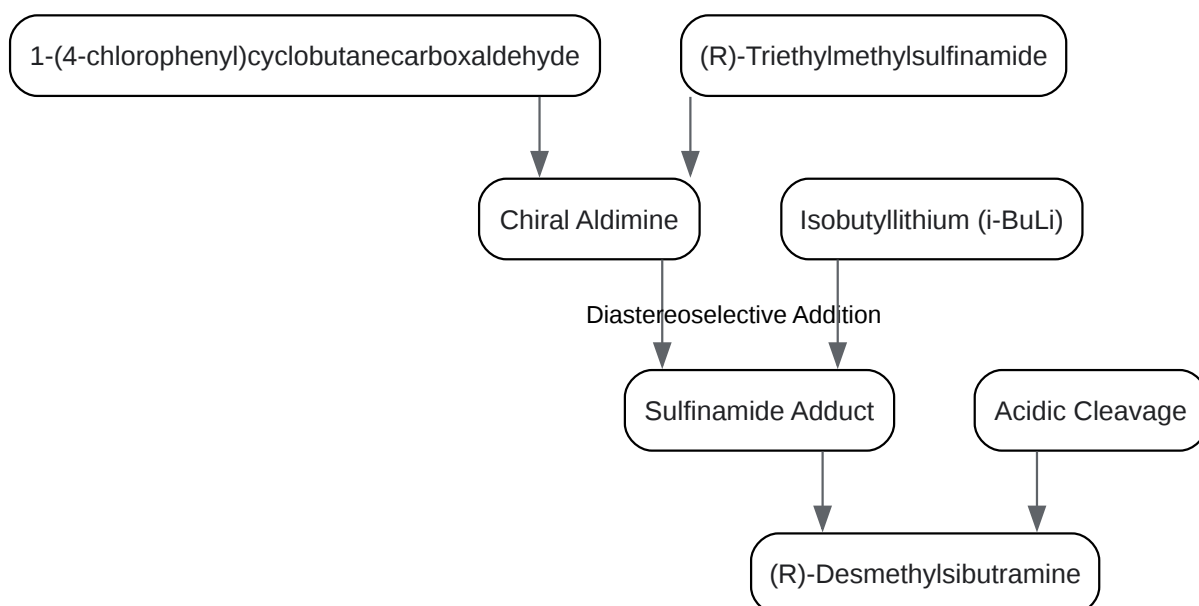 1-(4-chlorophenyl)cyclobutanecarboxaldehyde
(R)-Triethylmethylsulfinamide
Chiral Aldimine
Isobutyllithium (i-BuLi)
Diastereoselective Addition
Sulfinamide Adduct
Acidic Cleavage
(R)-Desmethylsibutramine